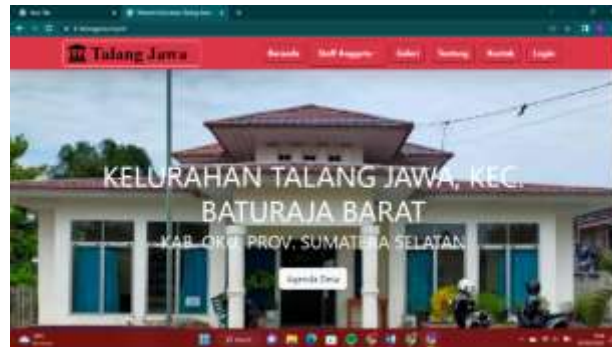 Talang Jawa
Beranda Staff Anggota Galeri Tentang Kontak Login
KELURAHAN TALANG JAWA, KEC.
BATURAJA BARAT
KAB. OKU, PROV. SUMATERA SELATAN
Agenda Desa